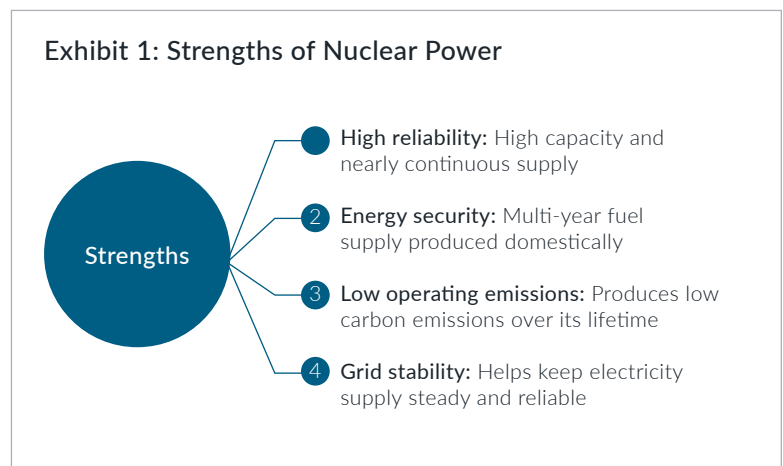 Exhibit 1: Strengths of Nuclear Power
Strengths
High reliability: High capacity and
nearly continuous supply
2 Energy security: Multi-year fuel
supply produced domestically
3 Low operating emissions: Produces low
carbon emissions over its lifetime
4 Grid stability: Helps keep electricity
supply steady and reliable